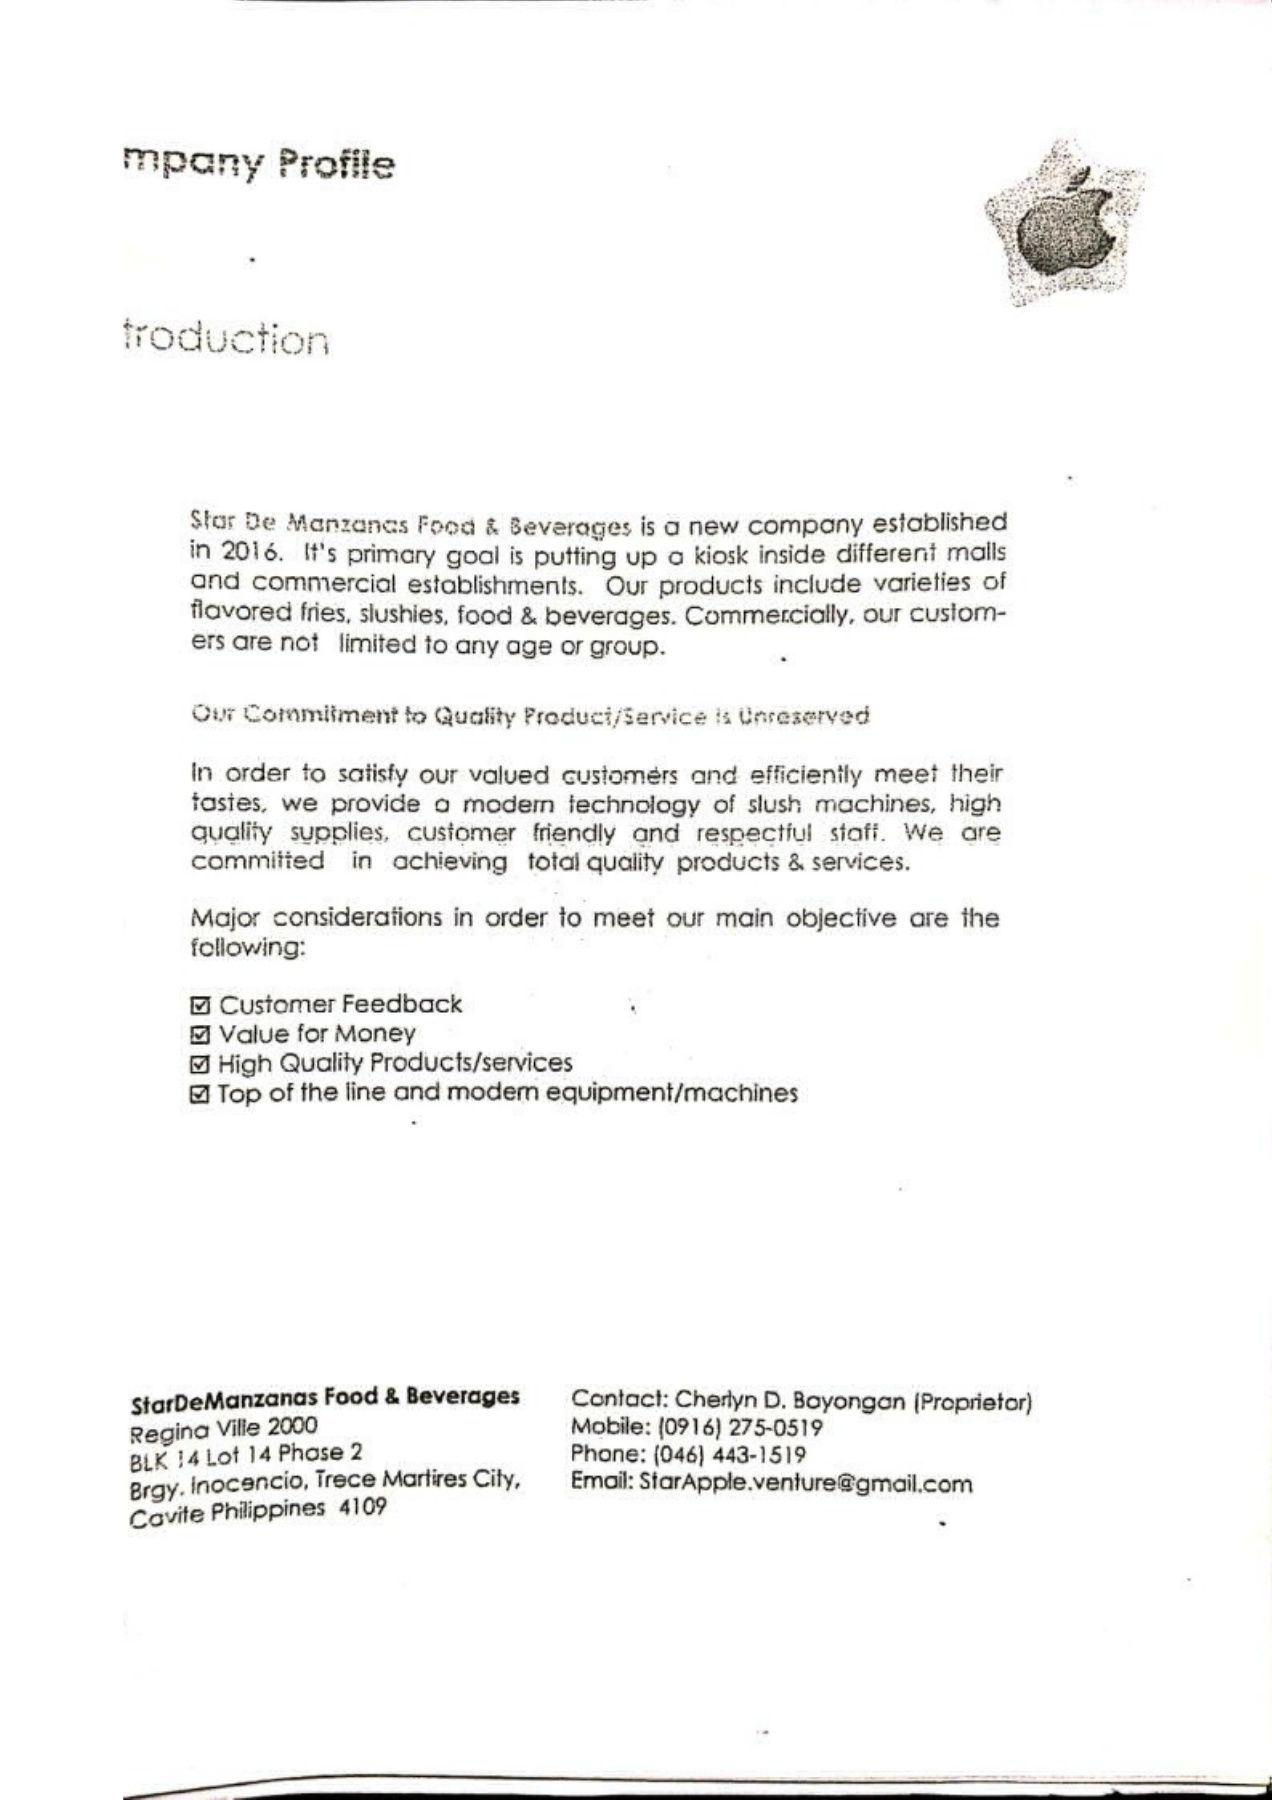 mpany Profile
troduction
Star De Manzanas Food & Beverages is a new company established
in 2016. It's primary goal is putting up a kiosk inside different malls
and commercial establishments. Our products include varieties of
flavored fries, slushies, food & beverages. Commercially, our custom-
ers are not limited to any age or group.
Our Commitment to Quality Product/Service is Unreserved
In order to satisfy our valued customers and efficiently meet their
tastes, we provide a modern technology of slush machines, high
quality supplies, customer friendly and respectful staff. We are
committed in achieving total quality products & services.
Major considerations in order to meet our main objective are the
following:
☑ Customer Feedback
☑ Value for Money
☑ High Quality Products/services
☑ Top of the line and modern equipment/machines
StarDeManzanas Food & Beverages
Regina Ville 2000
BLK 14 Lot 14 Phase 2
Brgy. Inocencio, Trece Martires City,
Cavite Philippines 4109
Contact: Cherlyn D. Bayongan (Proprietor)
Mobile: (0916) 275-0519
Phone: (046) 443-1519
Email: StarApple.venture@gmail.com